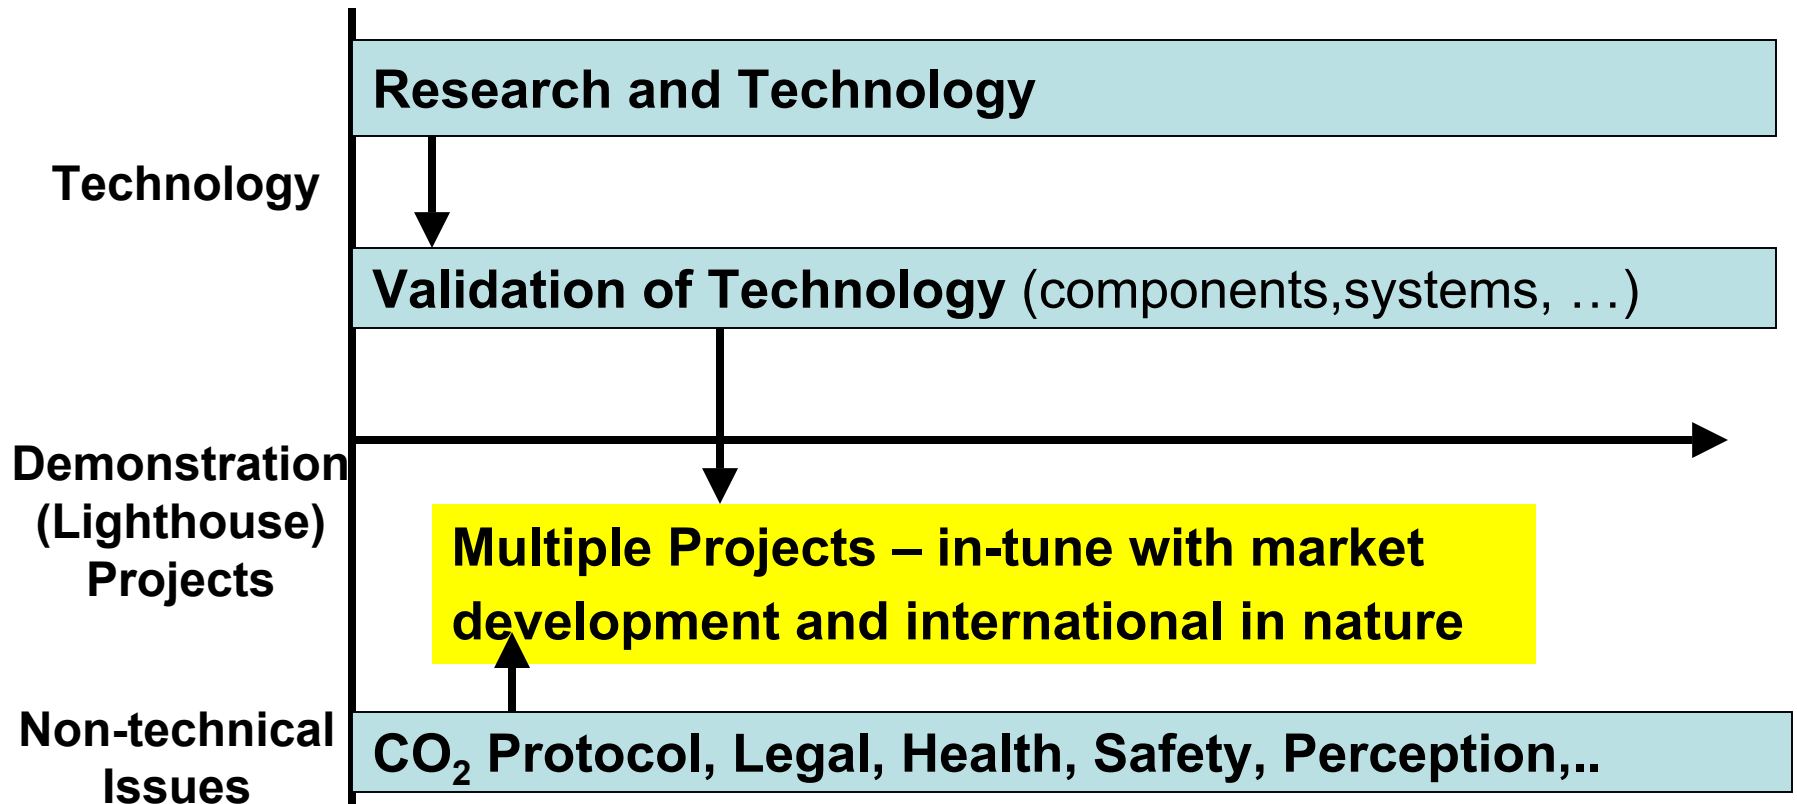 Research and Technology
Technology
Validation of Technology (components,systems, …)
Demonstration
(Lighthouse)
Projects
Multiple Projects – in-tune with market
development and international in nature
Non-technical
Issues
CO₂ Protocol, Legal, Health, Safety, Perception,..